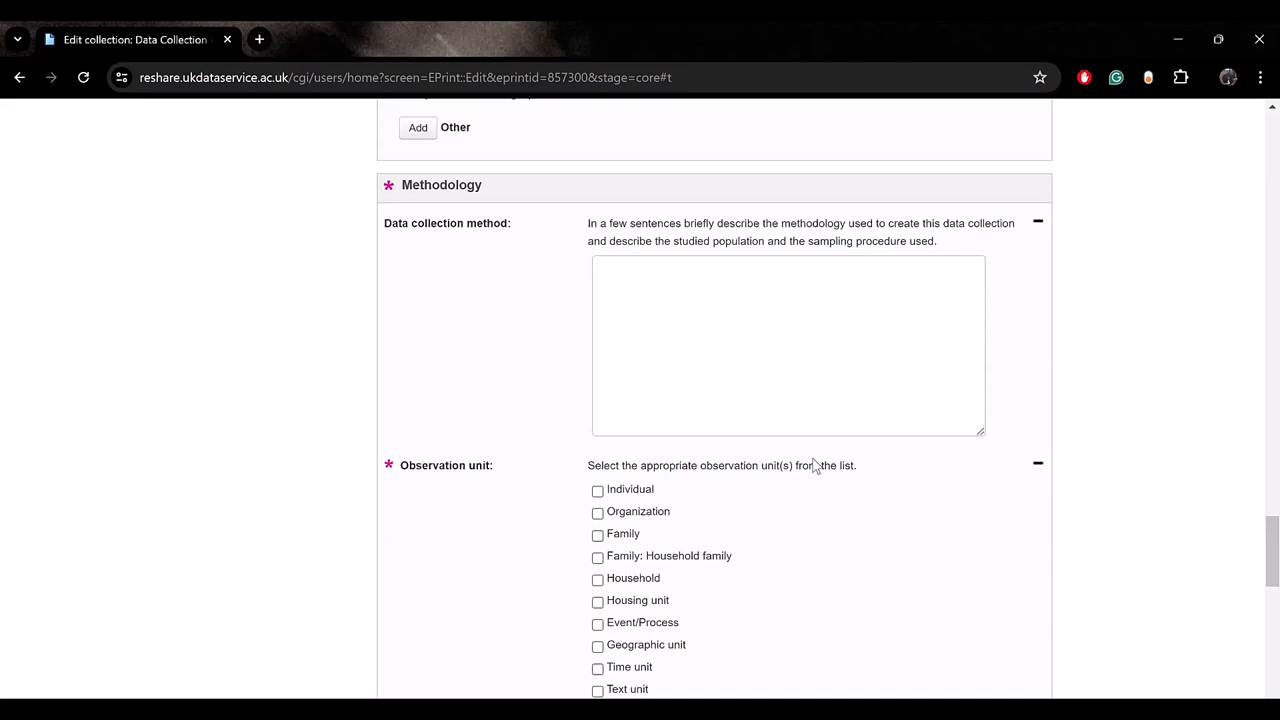 Edit collection: Data Collection
reshare.ukdataservice.ac.uk/cgi/users/home?screen=EPrint::Edit&eprintid=857300&stage=core#t
Add Other
* Methodology
Data collection method:
In a few sentences briefly describe the methodology used to create this data collection
and describe the studied population and the sampling procedure used.
* Observation unit:
Select the appropriate observation unit(s) from the list.
Individual
Organization
Family
Family: Household family
Household
Housing unit
Event/Process
Geographic unit
Time unit
Text unit